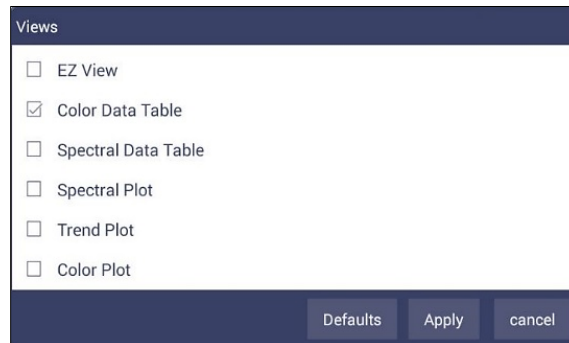 Views
EZ View
Color Data Table
Spectral Data Table
Spectral Plot
Trend Plot
Color Plot
Defaults Apply cancel